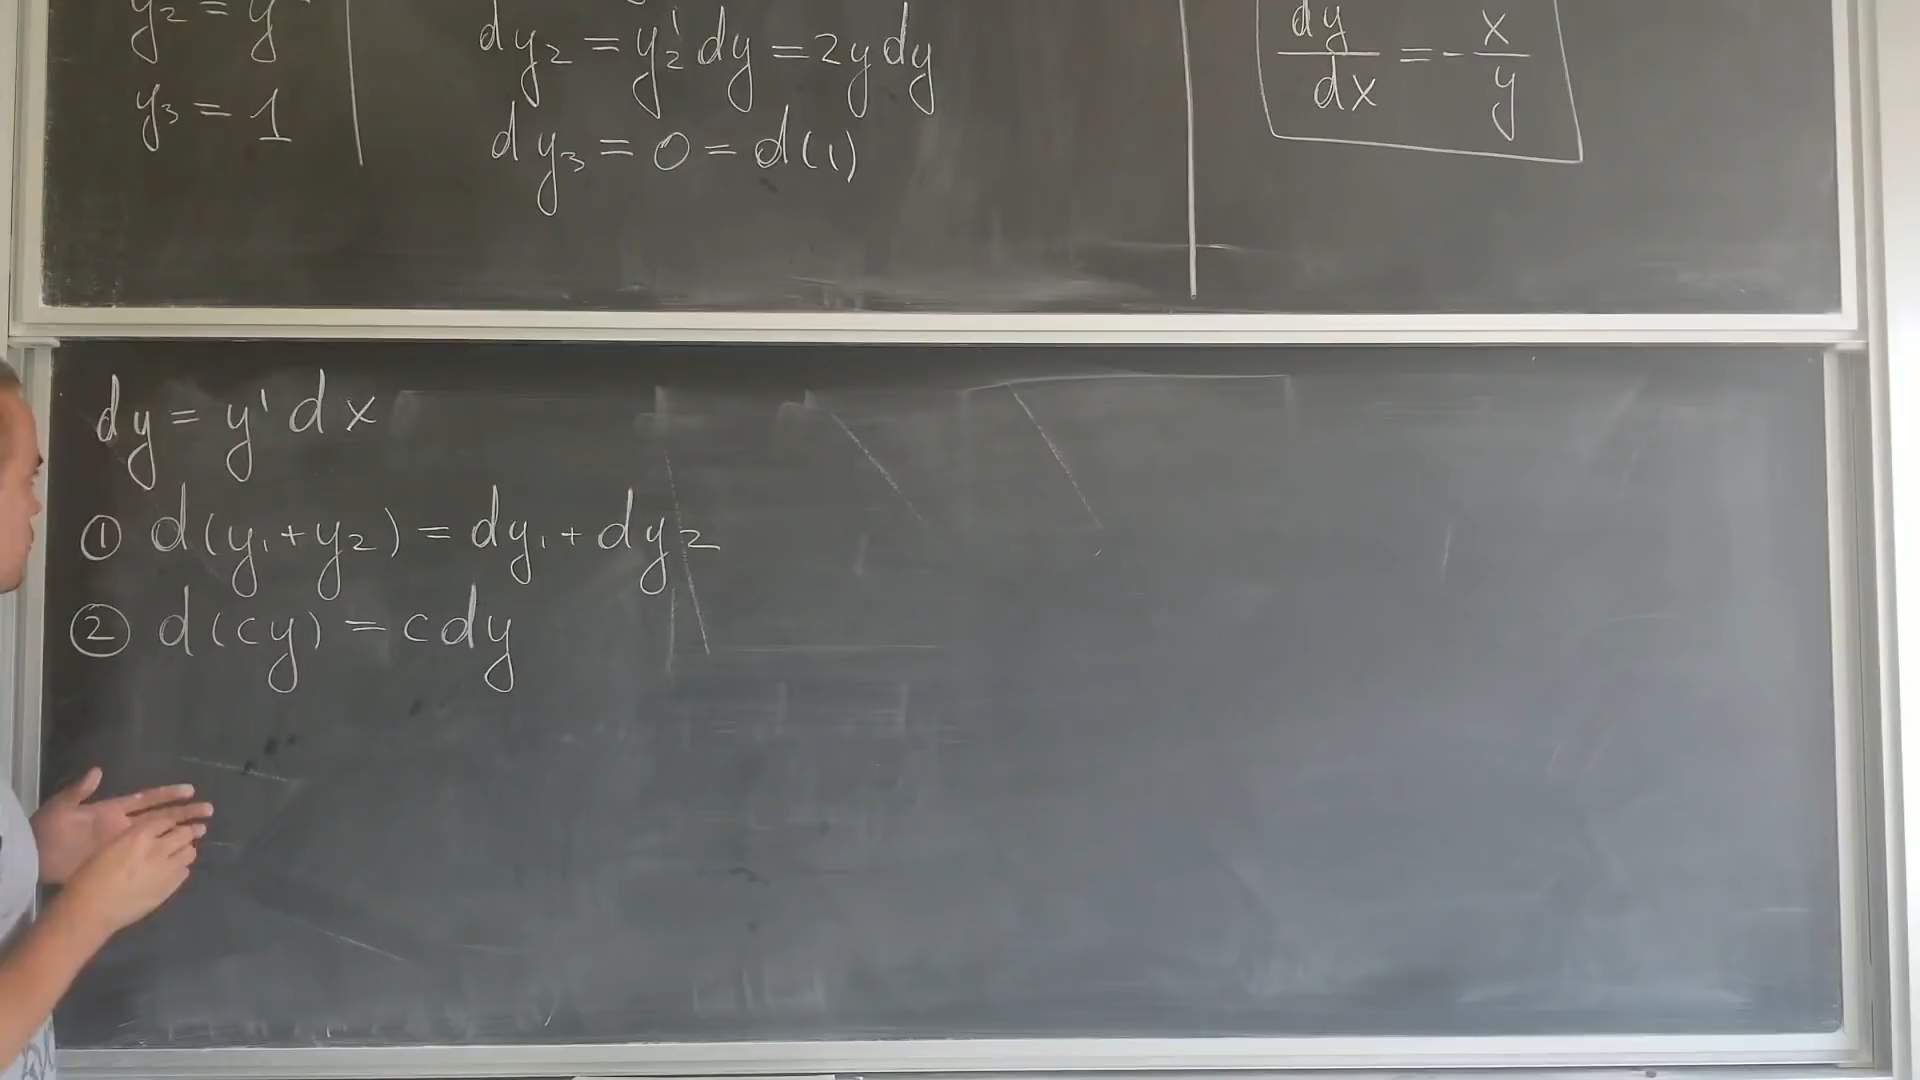 y₂ = y
y₃ = 1
dy₂ = y₂' dy = 2y dy
dy₃ = 0 = d(1)
dy/dx = - x/y
dy = y' dx
① d(y₁ + y₂) = dy₁ + dy₂
② d(cy) = c dy